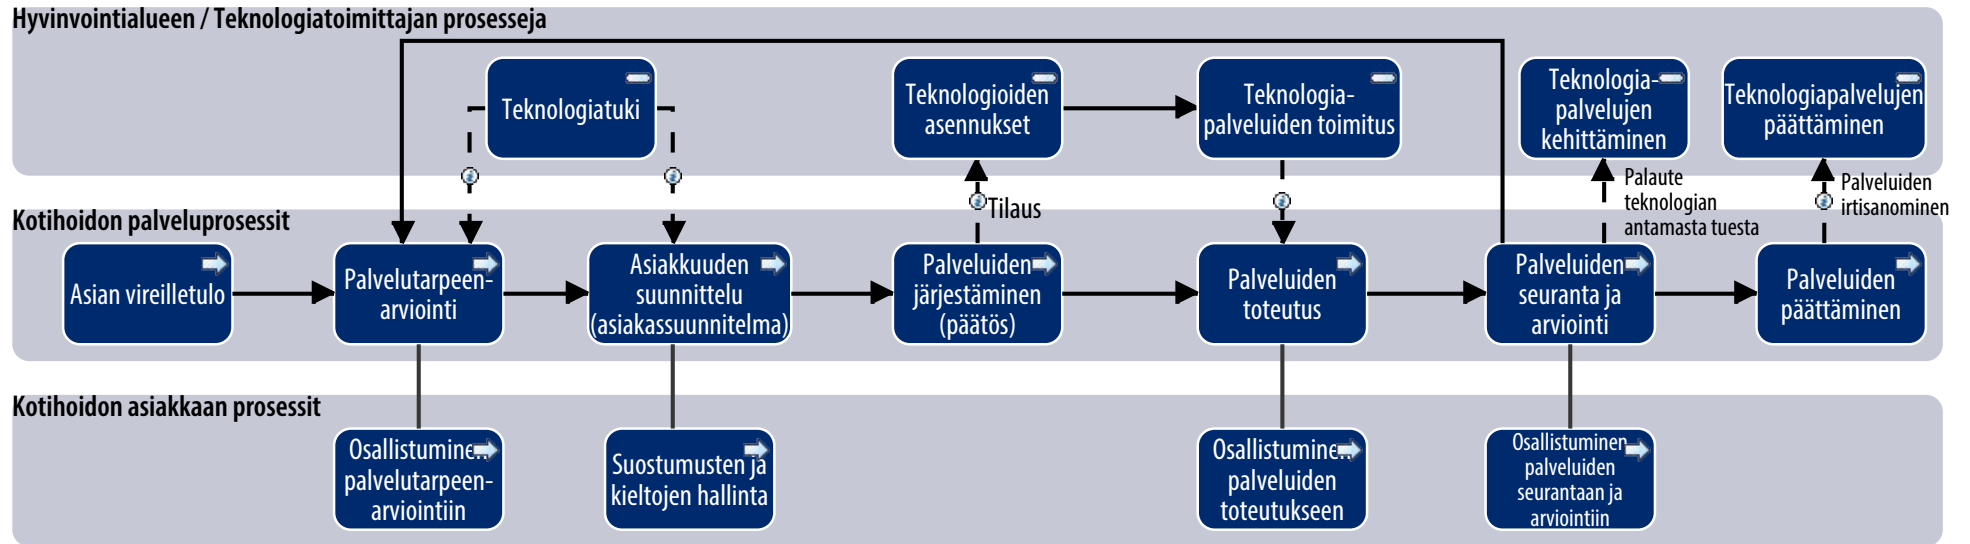 Hyvinvointialueen / Teknologiatoimittajan prosesseja
Teknologiatuki
Teknologioiden
asennukset
Teknologia-
palveluiden toimitus
Teknologia-
palvelujen
kehittäminen
Teknologiapalvelujen
päättäminen
Tilaus
Palaute
teknologian
antamasta tuesta
Palveluiden
irtisanominen
Kotihoidon palveluprosessit
Asian vireilletulo
Palvelutarpeen-
arviointi
Asiakkuuden
suunnittelu
(asiakassuunnitelma)
Palveluiden
järjestäminen
(päätös)
Palveluiden
toteutus
Palveluiden
seuranta ja
arviointi
Palveluiden
päättäminen
Kotihoidon asiakkaan prosessit
Osallistuminen
palvelutarpeen-
arviointiin
Suostumusten ja
kieltojen hallinta
Osallistuminen
palveluiden
toteutukseen
Osallistuminen
palveluiden
seurantaan ja
arviointiin